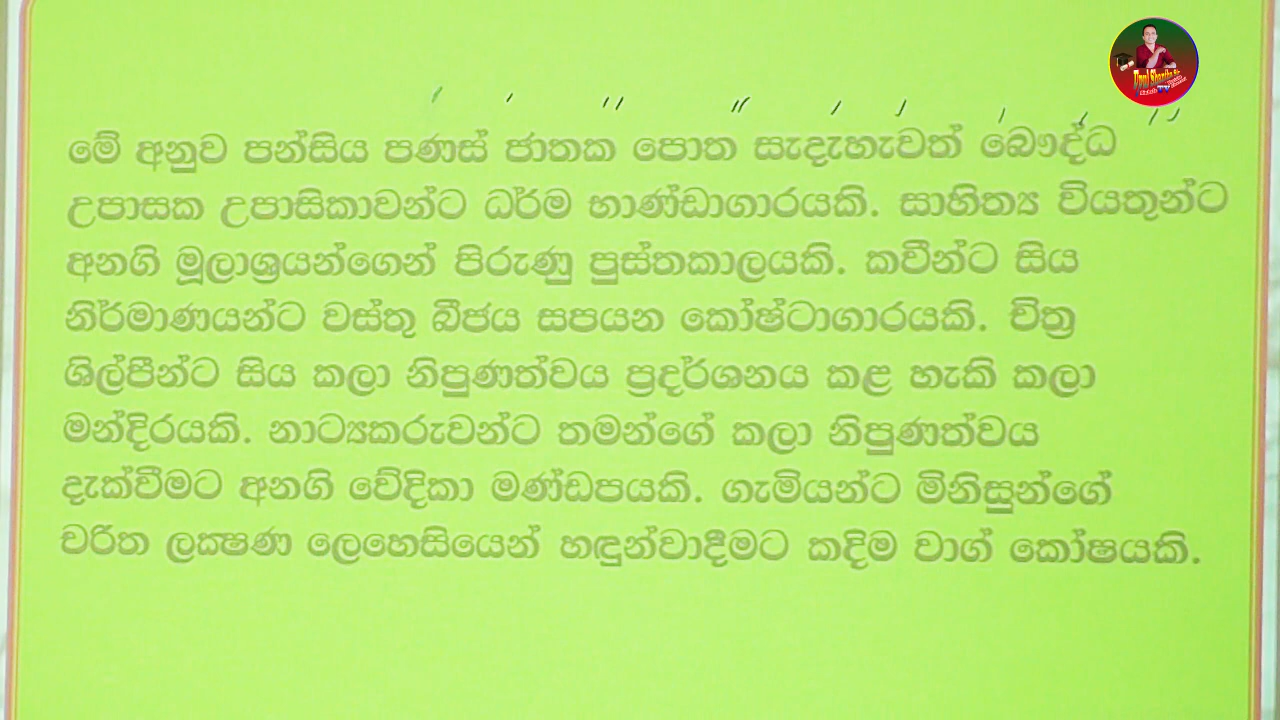 මේ අනුව පන්සිය පණස් ජාතක පොත සැදැහැවත් බෞද්ධ
උපාසක උපාසිකාවන්ට ධර්ම භාණ්ඩාගාරයකි. සාහිත්‍ය වියතුන්ට
අනගි මූලාශ්‍රයන්ගෙන් පිරුණු පුස්තකාලයකි. කවීන්ට සිය
නිර්මාණයන්ට වස්තු බීජය සපයන කෝෂ්ටාගාරයකි. චිත්‍ර
ශිල්පීන්ට සිය කලා නිපුණත්වය ප්‍රදර්ශනය කළ හැකි කලා
මන්දිරයකි. නාට්‍යකරුවන්ට තමන්ගේ කලා නිපුණත්වය
දැක්වීමට අනගි වේදිකා මණ්ඩපයකි. ගැමියන්ට මිනිසුන්ගේ
චරිත ලක්‍ෂණ ලෙහෙසියෙන් හඳුන්වාදීමට කදිම වාග් කෝෂයකි.